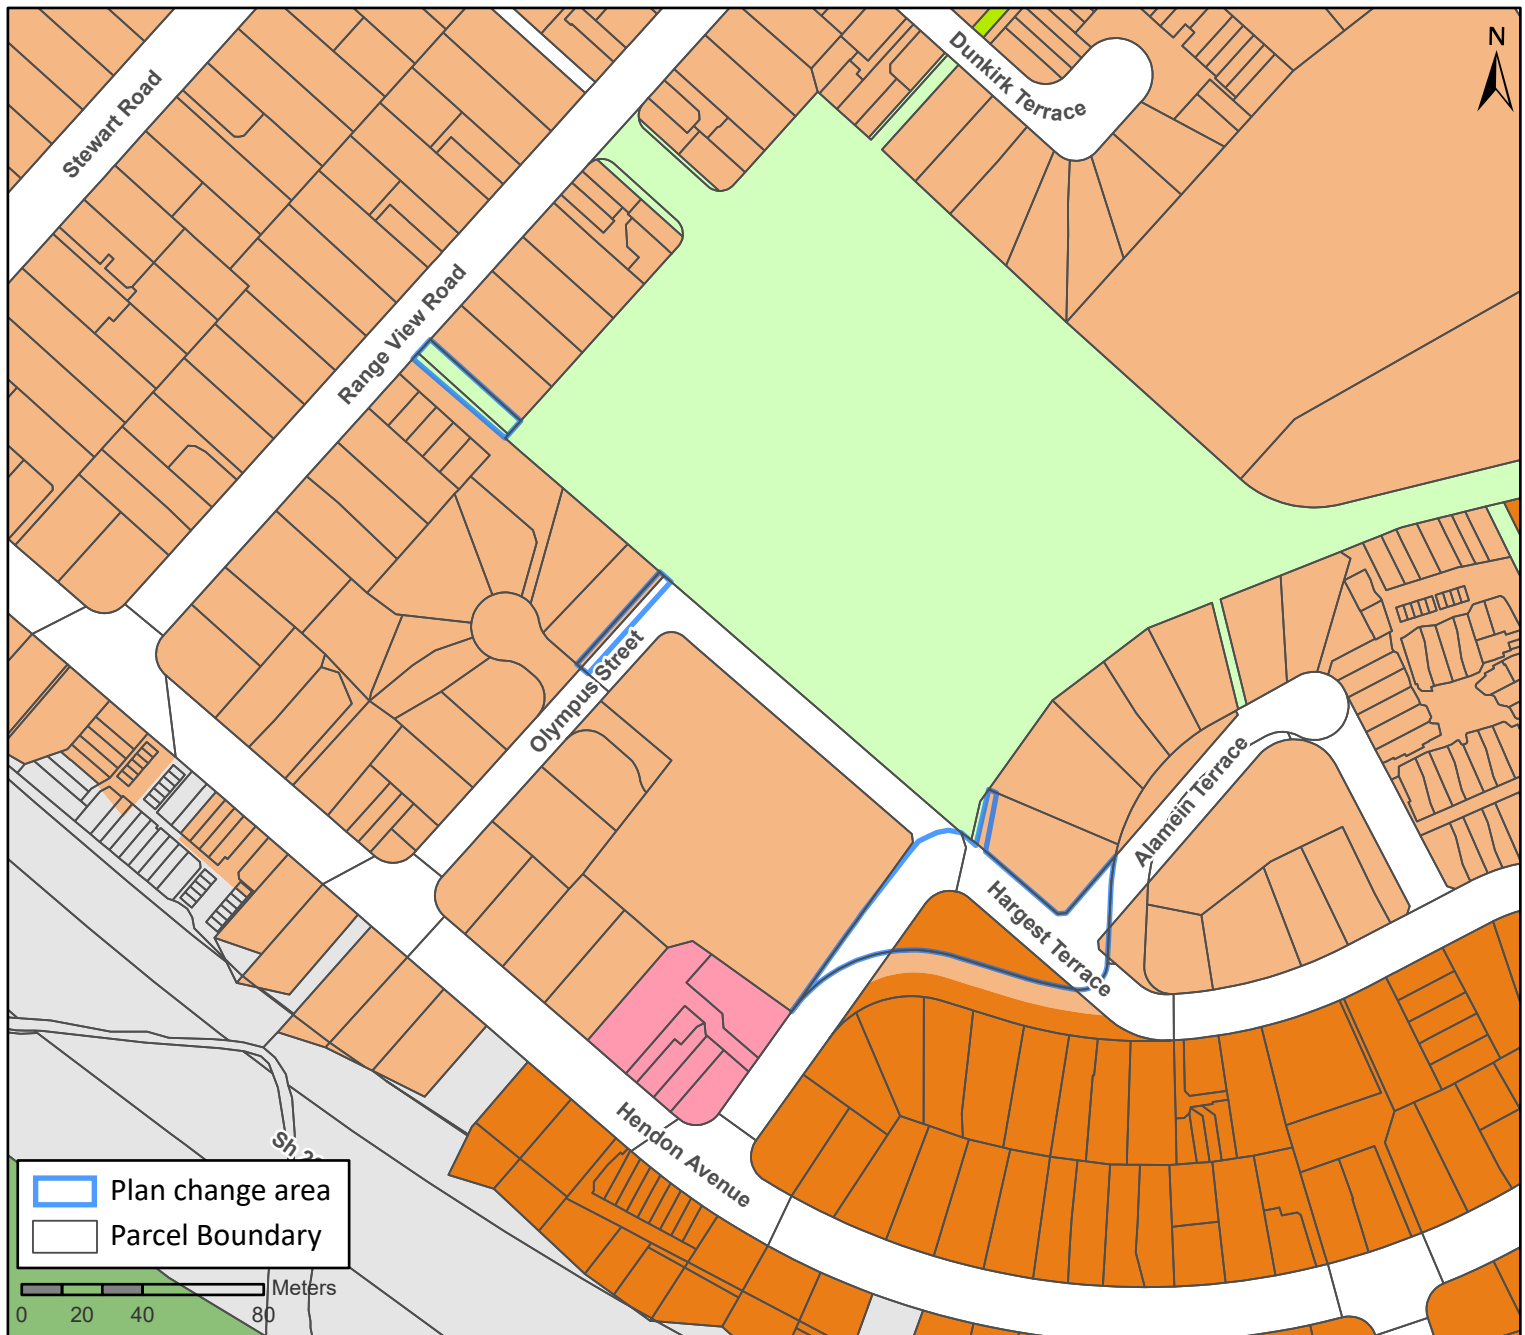 N
Dunkirk Terrace
Stewart Road
Range View Road
Olympus Street
Alamein Terrace
Hargest Terrace
Hendon Avenue
Plan change area
Parcel Boundary
Meters
0 20 40 80